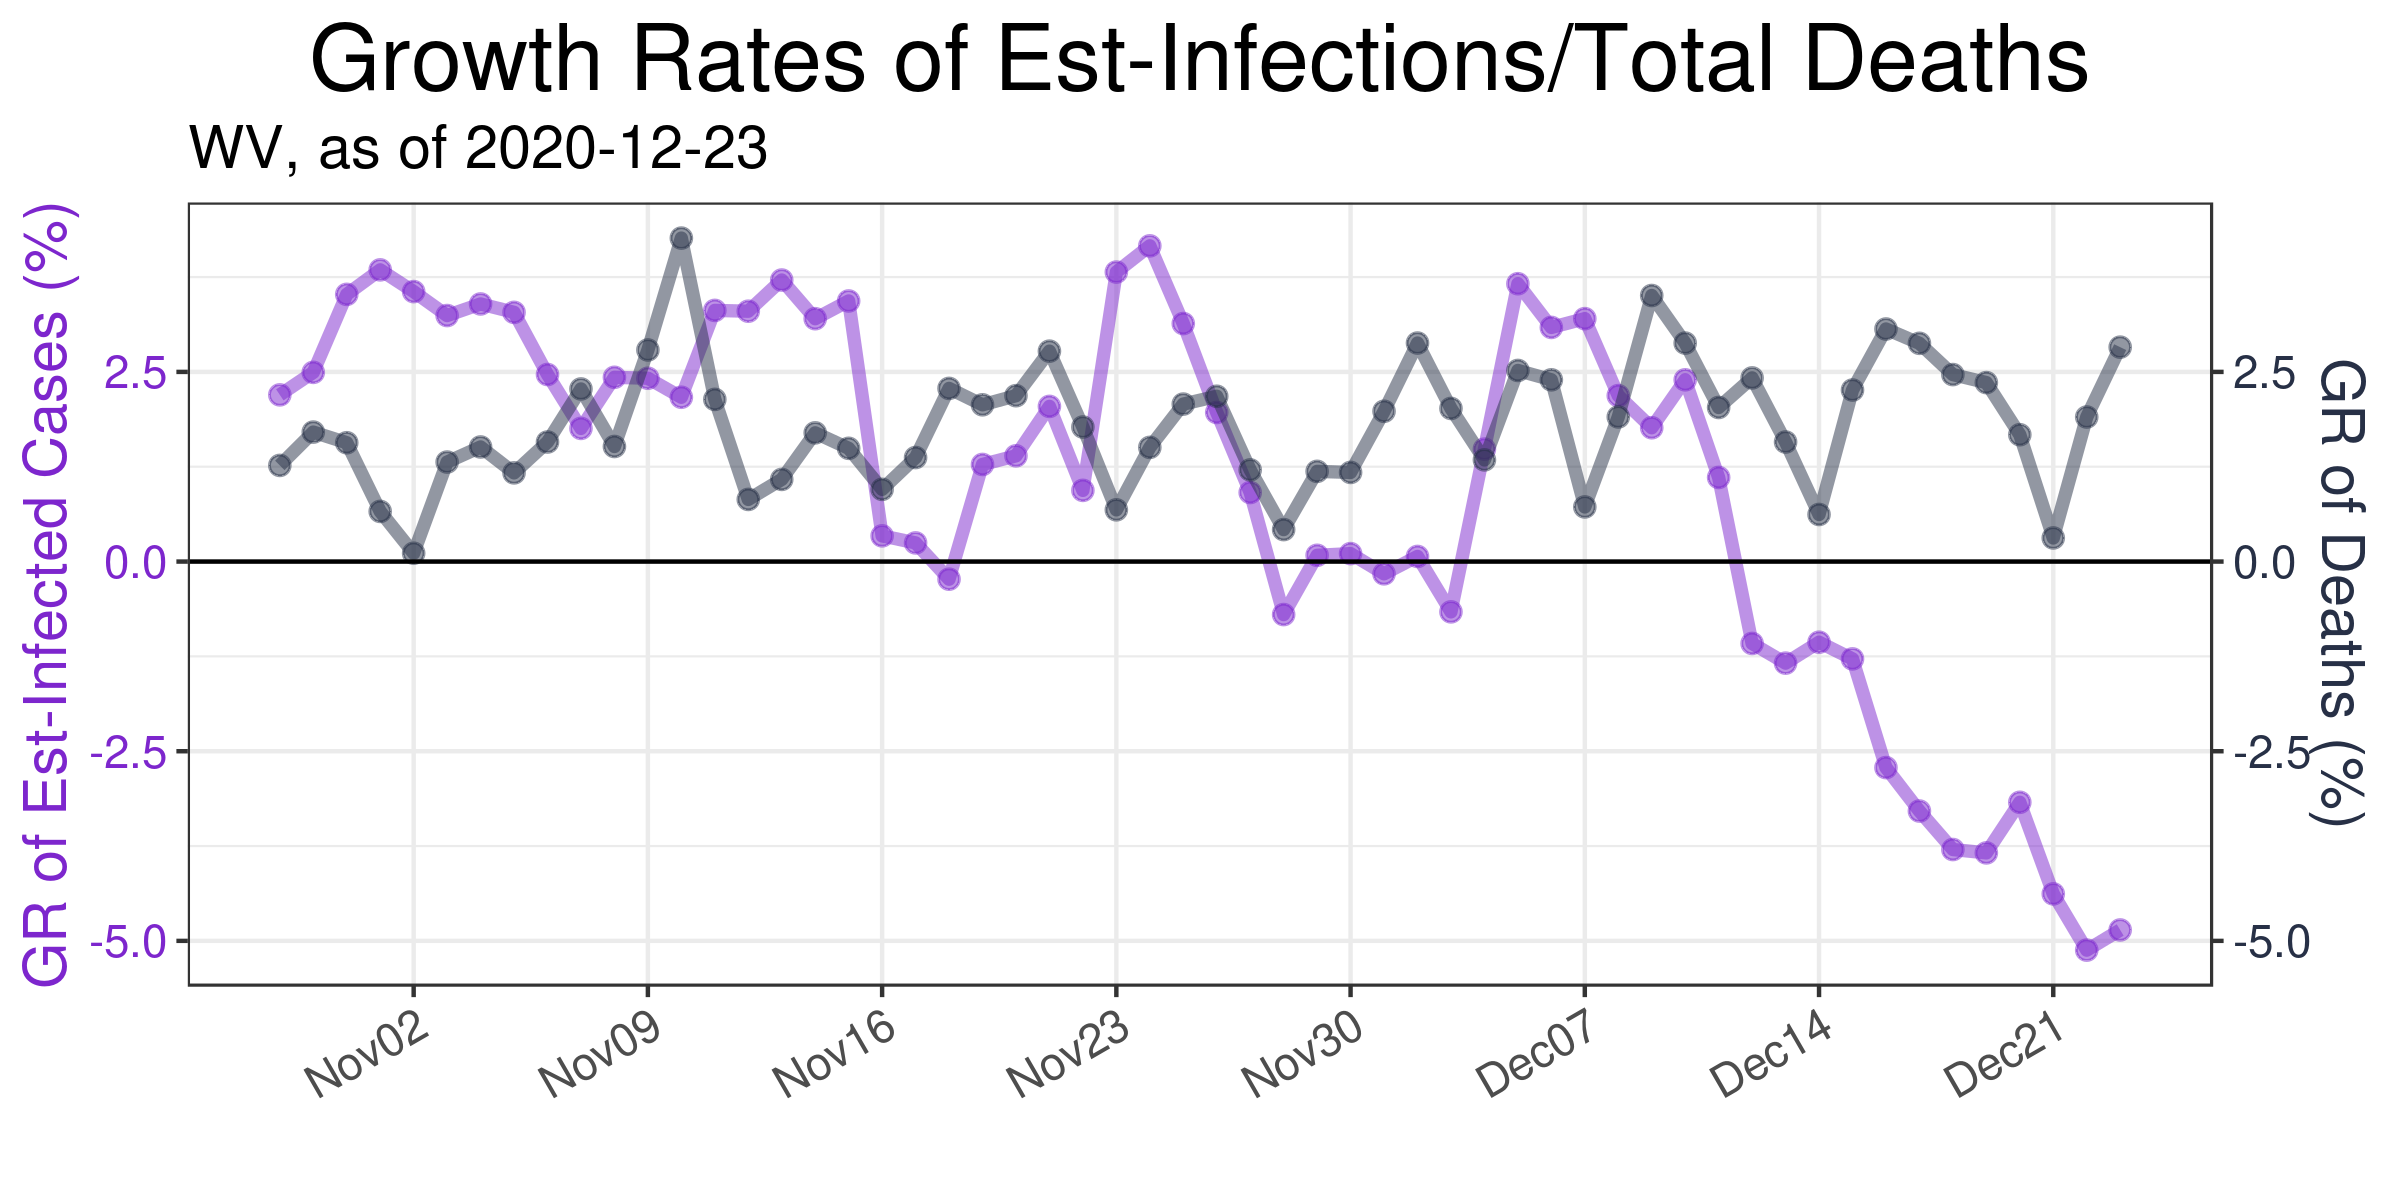 Growth Rates of Est-Infections/Total Deaths
WV, as of 2020-12-23
GR of Est-Infected Cases (%)
2.5
0.0
-2.5
-5.0
2.5
0.0
-2.5
-5.0
GR of Deaths (%)
Nov02
Nov09
Nov16
Nov23
Nov30
Dec07
Dec14
Dec21